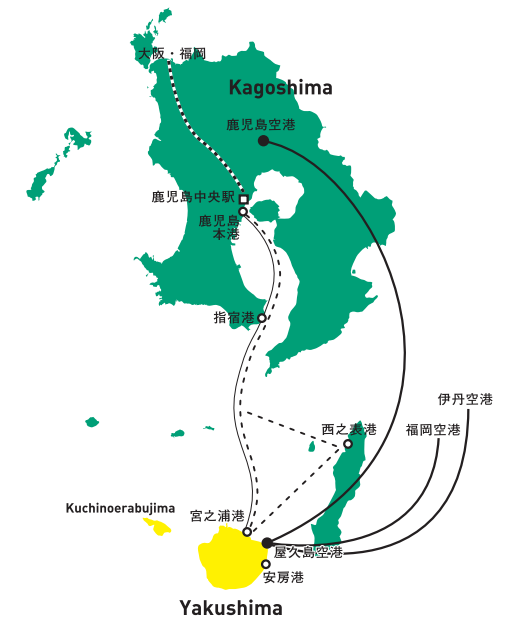 大阪・福岡
Kagoshima
鹿児島空港
鹿児島中央駅
鹿児島
本港
指宿港
伊丹空港
西之表港
福岡空港
Kuchinoerabujima
宮之浦港
屋久島空港
安房港
Yakushima